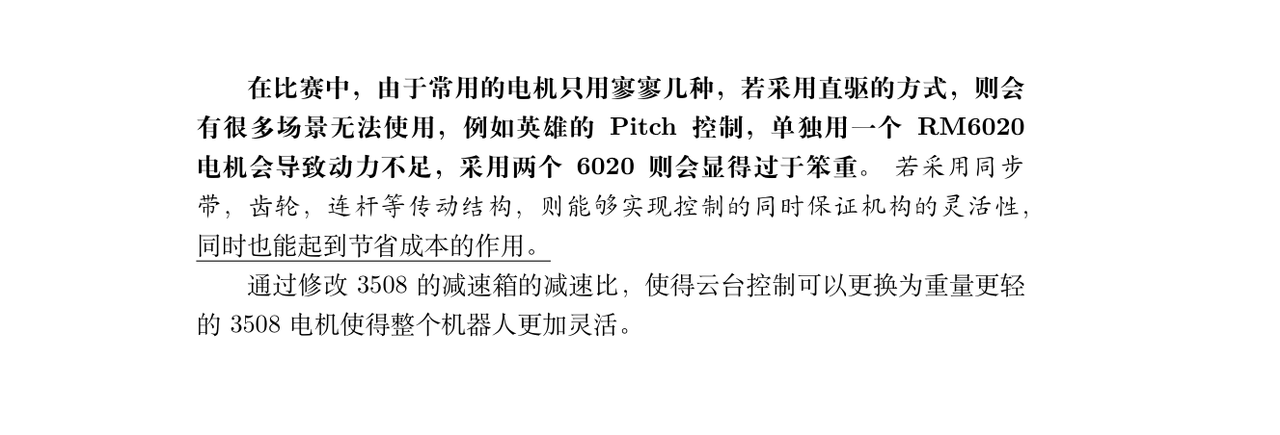 在比赛中，由于常用的电机只用寥寥几种，若采用直驱的方式，则会
有很多场景无法使用，例如英雄的 Pitch 控制，单独用一个 RM6020
电机会导致动力不足，采用两个 6020 则会显得过于笨重。 若采用同步
带，齿轮，连杆等传动结构，则能够实现控制的同时保证机构的灵活性，
同时也能起到节省成本的作用。
通过修改 3508 的减速箱的减速比，使得云台控制可以更换为重量更轻
的 3508 电机使得整个机器人更加灵活。